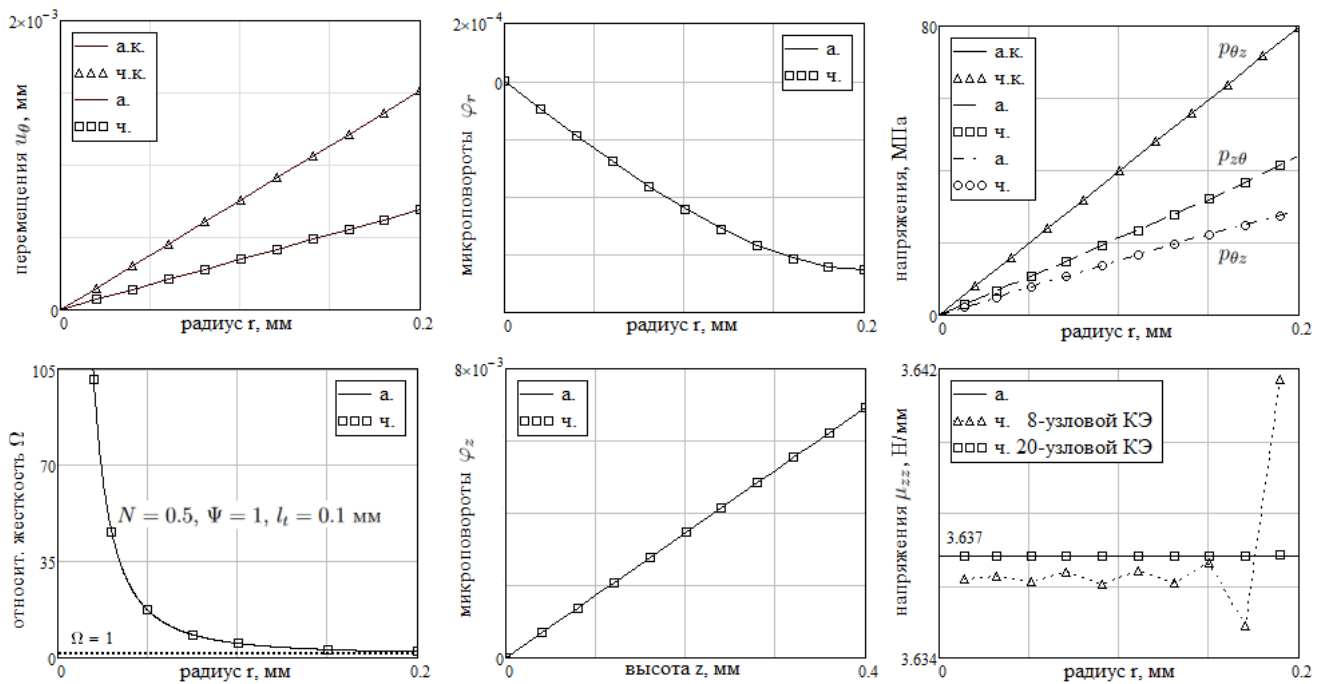 2×10⁻³
а.к.
ч.к.
а.
ч.
перемещения u_θ, мм
0
0
0.2
радиус r, мм
2×10⁻⁴
а.
ч.
0
микроповороты φ_r
0
0.2
радиус r, мм
80
а.к.
ч.к.
а.
ч.
а.
ч.
p_θz
p_zθ
p_θz
напряжения, МПа
0
0
0.2
радиус r, мм
105
а.
ч.
70
N = 0.5, Ψ = 1, l_t = 0.1 мм
35
Ω = 1
относит. жесткость Ω
0
0
0.2
радиус r, мм
8×10⁻³
а.
ч.
микроповороты φ_z
0
0
0.4
высота z, мм
3.642
а.
ч. 8-узловой КЭ
ч. 20-узловой КЭ
3.637
напряжения μ_zz, Н/мм
3.634
0
0.2
радиус r, мм